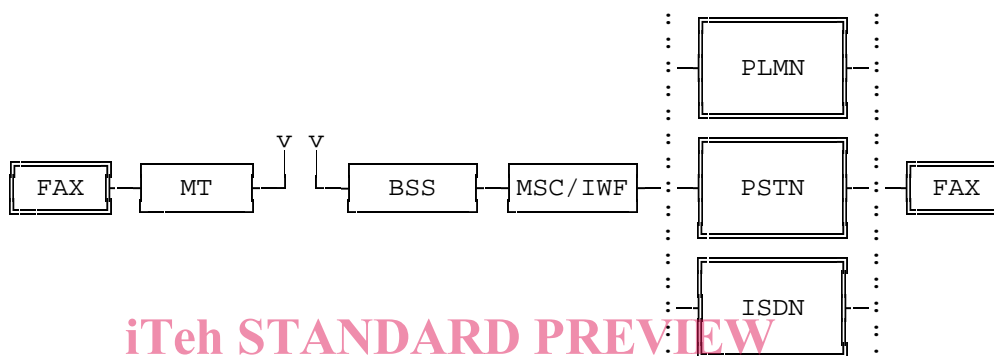 PLMN
v v
FAX MT BSS MSC/IWF PSTN FAX
ISDN
iTeh STANDARD PREVIEW